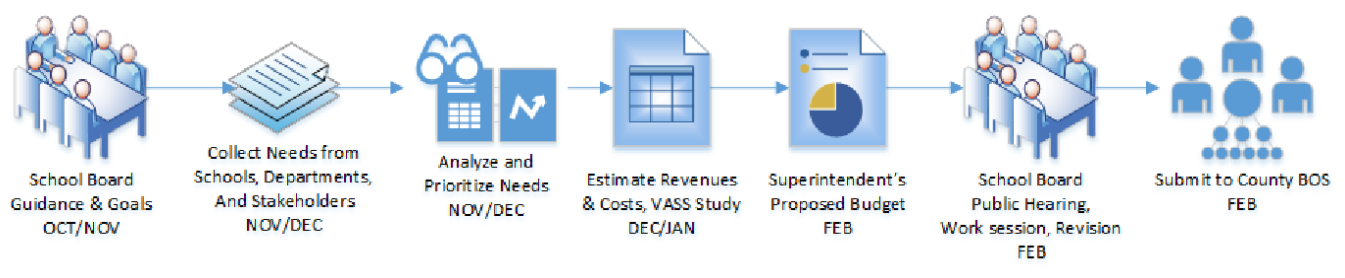 School Board
Guidance & Goals
OCT/NOV
Collect Needs from
Schools, Departments,
And Stakeholders
NOV/DEC
Analyze and
Prioritize Needs
NOV/DEC
Estimate Revenues
& Costs, VASS Study
DEC/JAN
Superintendent's
Proposed Budget
FEB
School Board
Public Hearing,
Work session, Revision
FEB
Submit to County BOS
FEB